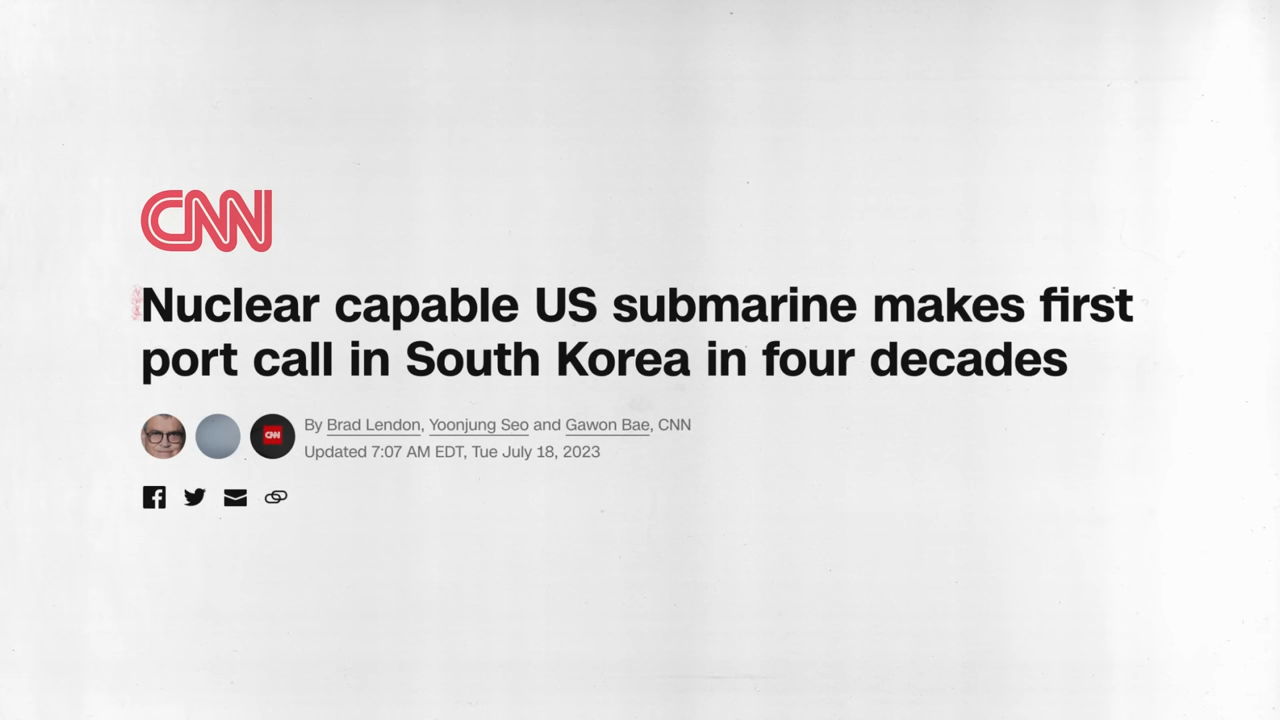 CNN
Nuclear capable US submarine makes first
port call in South Korea in four decades
CNN
By Brad Lendon, Yoonjung Seo and Gawon Bae, CNN
Updated 7:07 AM EDT, Tue July 18, 2023